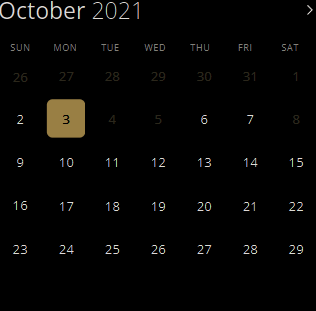 October 2021
SUN MON TUE WED THU FRI SAT
26 27 28 29 30 31 1
2 3 4 5 6 7 8
9 10 11 12 13 14 15
16 17 18 19 20 21 22
23 24 25 26 27 28 29